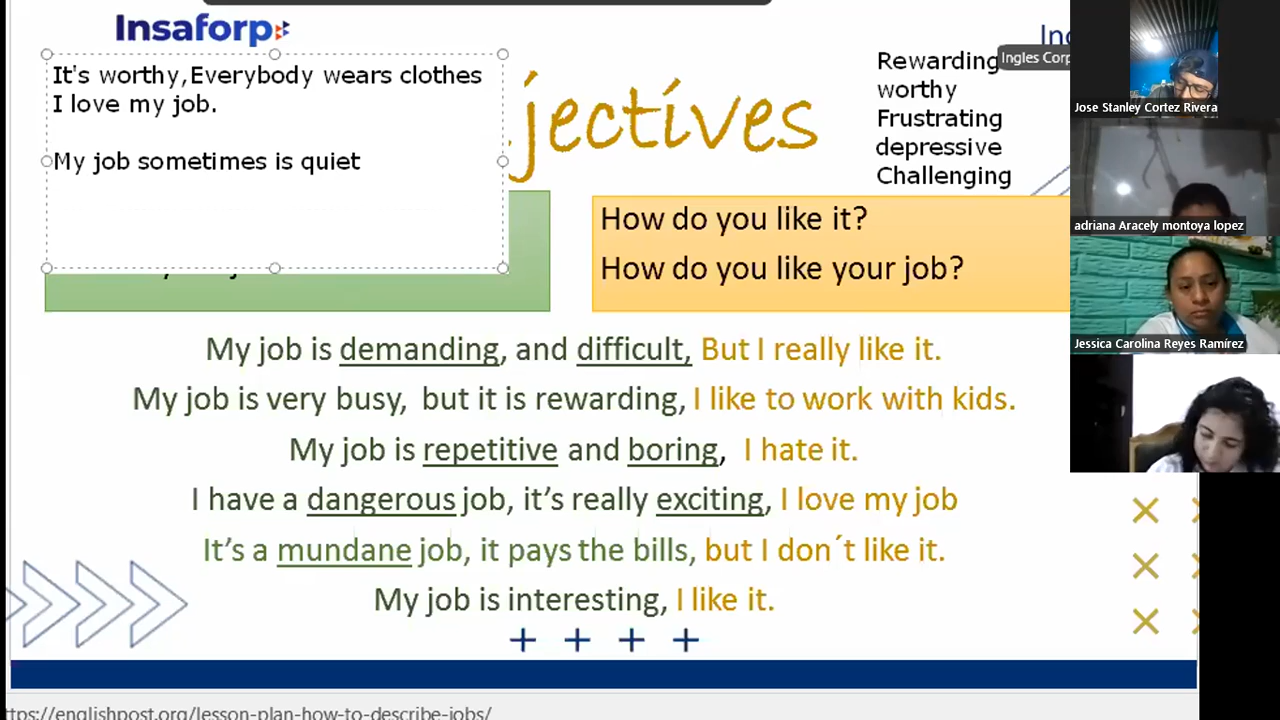 Insaforp
It's worthy,Everybody wears clothes
I love my job.
My job sometimes is quiet
jectives
Rewarding
worthy
Frustrating
depressive
Challenging
Ingles Corp
How do you like it?
How do you like your job?
My job is demanding, and difficult, But I really like it.
My job is very busy, but it is rewarding, I like to work with kids.
My job is repetitive and boring, I hate it.
I have a dangerous job, it's really exciting, I love my job
It's a mundane job, it pays the bills, but I don´t like it.
My job is interesting, I like it.
ttps://englishpost.org/lesson-plan-how-to-describe-jobs/
Jose Stanley Cortez Rivera
adriana Aracely montoya lopez
Jessica Carolina Reyes Ramírez